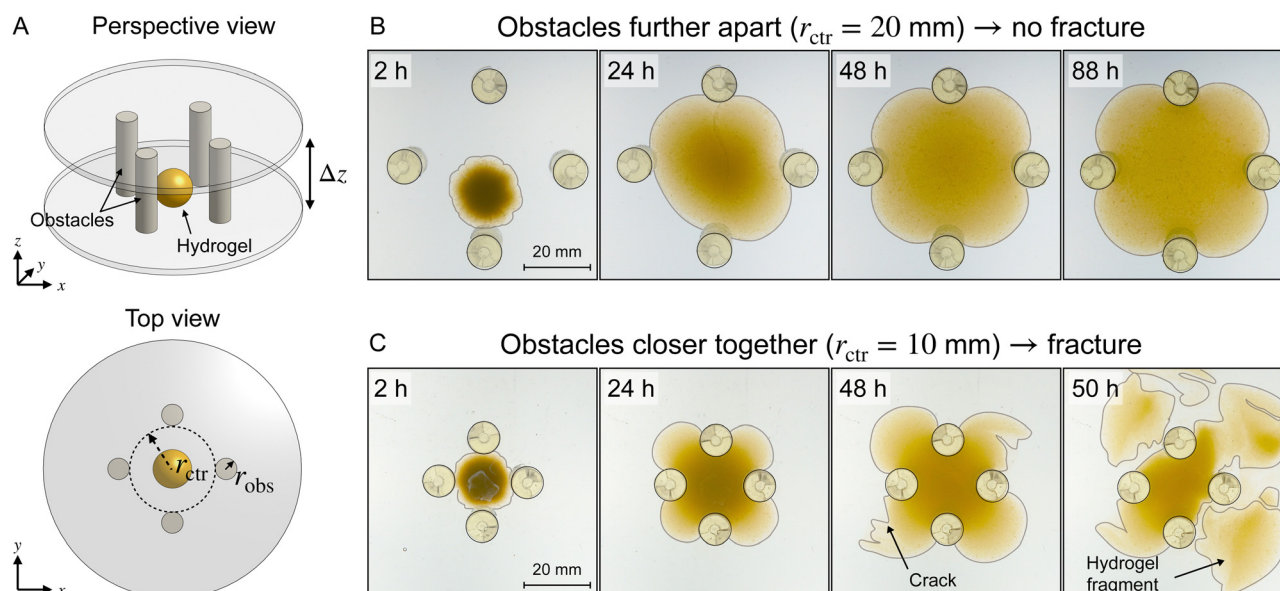 A
Perspective view
Δz
Obstacles
Hydrogel
z
y
x
Top view
r_ctr
r_obs
y
x
B
Obstacles further apart (r_ctr = 20 mm) → no fracture
2 h
24 h
48 h
88 h
20 mm
C
Obstacles closer together (r_ctr = 10 mm) → fracture
2 h
24 h
48 h
50 h
20 mm
Crack
Hydrogel
fragment